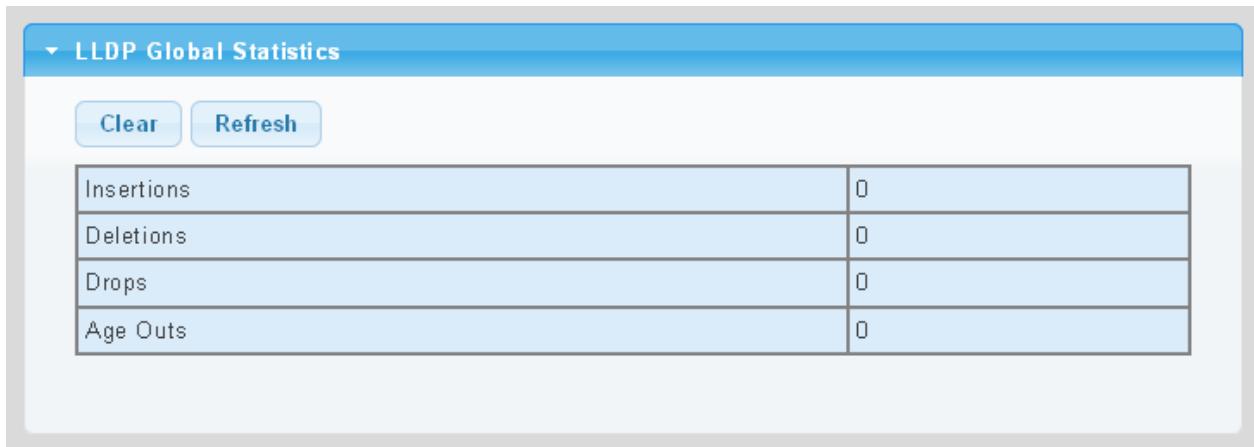 LLDP Global Statistics
Clear Refresh
Insertions 0
Deletions 0
Drops 0
Age Outs 0